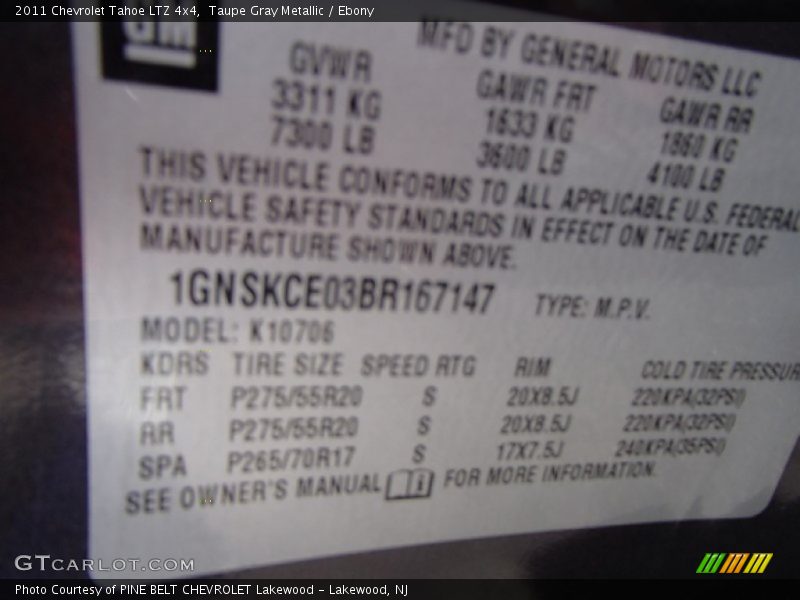 2011 Chevrolet Tahoe LTZ 4x4, Taupe Gray Metallic / Ebony
GM
MFD BY GENERAL MOTORS LLC
GVWR GAWR FRT GAWR RR
3311 KG 1633 KG 1860 KG
7300 LB 3600 LB 4100 LB
THIS VEHICLE CONFORMS TO ALL APPLICABLE U.S. FEDERAL
VEHICLE SAFETY STANDARDS IN EFFECT ON THE DATE OF
MANUFACTURE SHOWN ABOVE.
1GNSKCE03BR167147 TYPE: M.P.V.
MODEL: K10706
KDRS TIRE SIZE SPEED RTG RIM COLD TIRE PRESSUR
FRT P275/55R20 S 20X8.5J 220KPA(32PSI)
RR P275/55R20 S 20X8.5J 220KPA(32PSI)
SPA P265/70R17 S 17X7.5J 240KPA(35PSI)
SEE OWNER'S MANUAL i FOR MORE INFORMATION.
GTCARLOT.COM
Photo Courtesy of PINE BELT CHEVROLET Lakewood - Lakewood, NJ